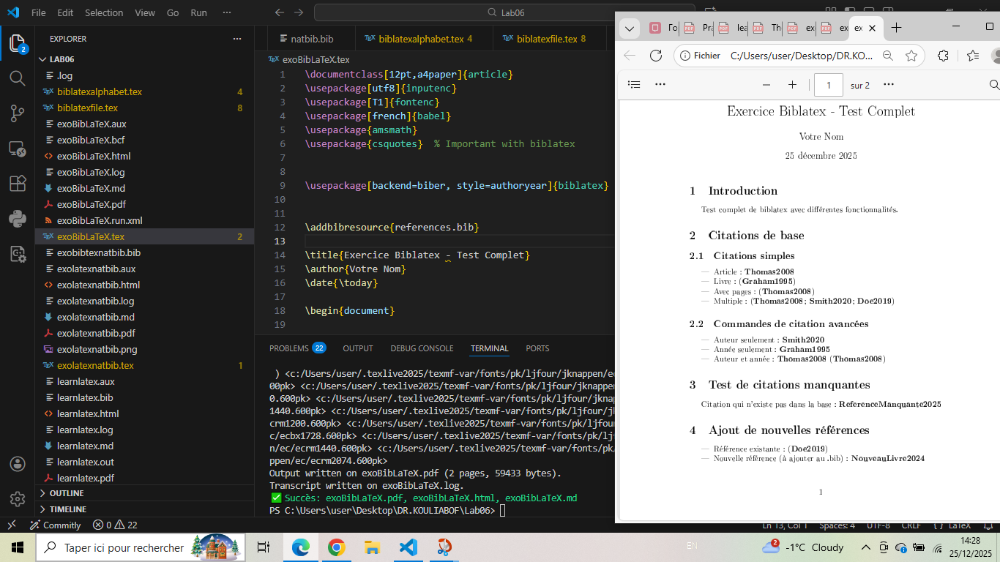 File Edit Selection View Go Run ··· Lab06
EXPLORER ···
LAB06
.log
biblatexalphabet.tex 4
biblatexfile.tex 8
exoBibLaTeX.aux
exoBibLaTeX.bcf
exoBibLaTeX.html
exoBibLaTeX.log
exoBibLaTeX.md
exoBibLaTeX.pdf
exoBibLaTeX.run.xml
exoBibLaTeX.tex 2
exobibtexnatbib.bib
exolatexnatbib.aux
exolatexnatbib.html
exolatexnatbib.log
exolatexnatbib.md
exolatexnatbib.pdf
exolatexnatbib.png
exolatexnatbib.tex 1
learnlatex.aux
learnlatex.bib
learnlatex.html
learnlatex.log
learnlatex.md
learnlatex.out
learnlatex.pdf
OUTLINE
TIMELINE
2
natbib.bib biblatexalphabet.tex 4 biblatexfile.tex 8
exoBibLaTeX.tex
1 \documentclass[12pt,a4paper]{article}
2 \usepackage[utf8]{inputenc}
3 \usepackage[T1]{fontenc}
4 \usepackage[french]{babel}
5 \usepackage{amsmath}
6 \usepackage{csquotes} % Important with biblatex
7
8
9 \usepackage[backend=biber, style=authoryear]{biblatex}
10
11
12 \addbibresource{references.bib}
13
14 \title{Exercice Biblatex - Test Complet}
15 \author{Votre Nom}
16 \date{\today}
17
18 \begin{document}
19
PROBLEMS 22 OUTPUT DEBUG CONSOLE TERMINAL PORTS
) <c:/Users/user/.texlive2025/texmf-var/fonts/pk/ljfour/jknappen/ec
00pk> <c:/Users/user/.texlive2025/texmf-var/fonts/pk/ljfour/jknappen
0.600pk> <c:/Users/user/.texlive2025/texmf-var/fonts/pk/ljfour/jknap
1440.600pk> <c:/Users/user/.texlive2025/texmf-var/fonts/pk/ljfour/jk
crm1200.600pk> <c:/Users/user/.texlive2025/texmf-var/fonts/pk/ljfour
c/ecbx1728.600pk> <c:/Users/user/.texlive2025/texmf-var/fonts/pk/ljf
n/ec/ecrm1440.600pk> <c:/Users/user/.texlive2025/texmf-var/fonts/pk/
ppen/ec/ecrm2074.600pk>
Output written on exoBibLaTeX.pdf (2 pages, 59433 bytes).
Transcript written on exoBibLaTeX.log.
✅ Succès: exoBibLaTeX.pdf, exoBibLaTeX.html, exoBibLaTeX.md
PS C:\Users\user\Desktop\DR.KOULIABOF\Lab06>
Commitly 0 22 Ln 13, Col 1 Spaces: 4 UTF-8 CRLF {} LaTeX
Fo Pra lea Th ex ex ex
Fichier C:/Users/user/Desktop/DR.KO...
1 sur 2
Exercice Biblatex - Test Complet
Votre Nom
25 décembre 2025
1 Introduction
Test complet de biblatex avec différentes fonctionnalités.
2 Citations de base
2.1 Citations simples
— Article : Thomas2008
— Livre : (Graham1995)
— Avec pages : (Thomas2008)
— Multiple : (Thomas2008 ; Smith2020 ; Doe2019)
2.2 Commandes de citation avancées
— Auteur seulement : Smith2020
— Année seulement : Graham1995
— Auteur et année : Thomas2008 (Thomas2008)
3 Test de citations manquantes
Citation qui n'existe pas dans la base : ReferenceManquante2025
4 Ajout de nouvelles références
— Référence existante : (Doe2019)
— Nouvelle référence (à ajouter au .bib) : NouveauLivre2024
1
Taper ici pour rechercher
EN 2 -1°C Cloudy 14:28
25/12/2025